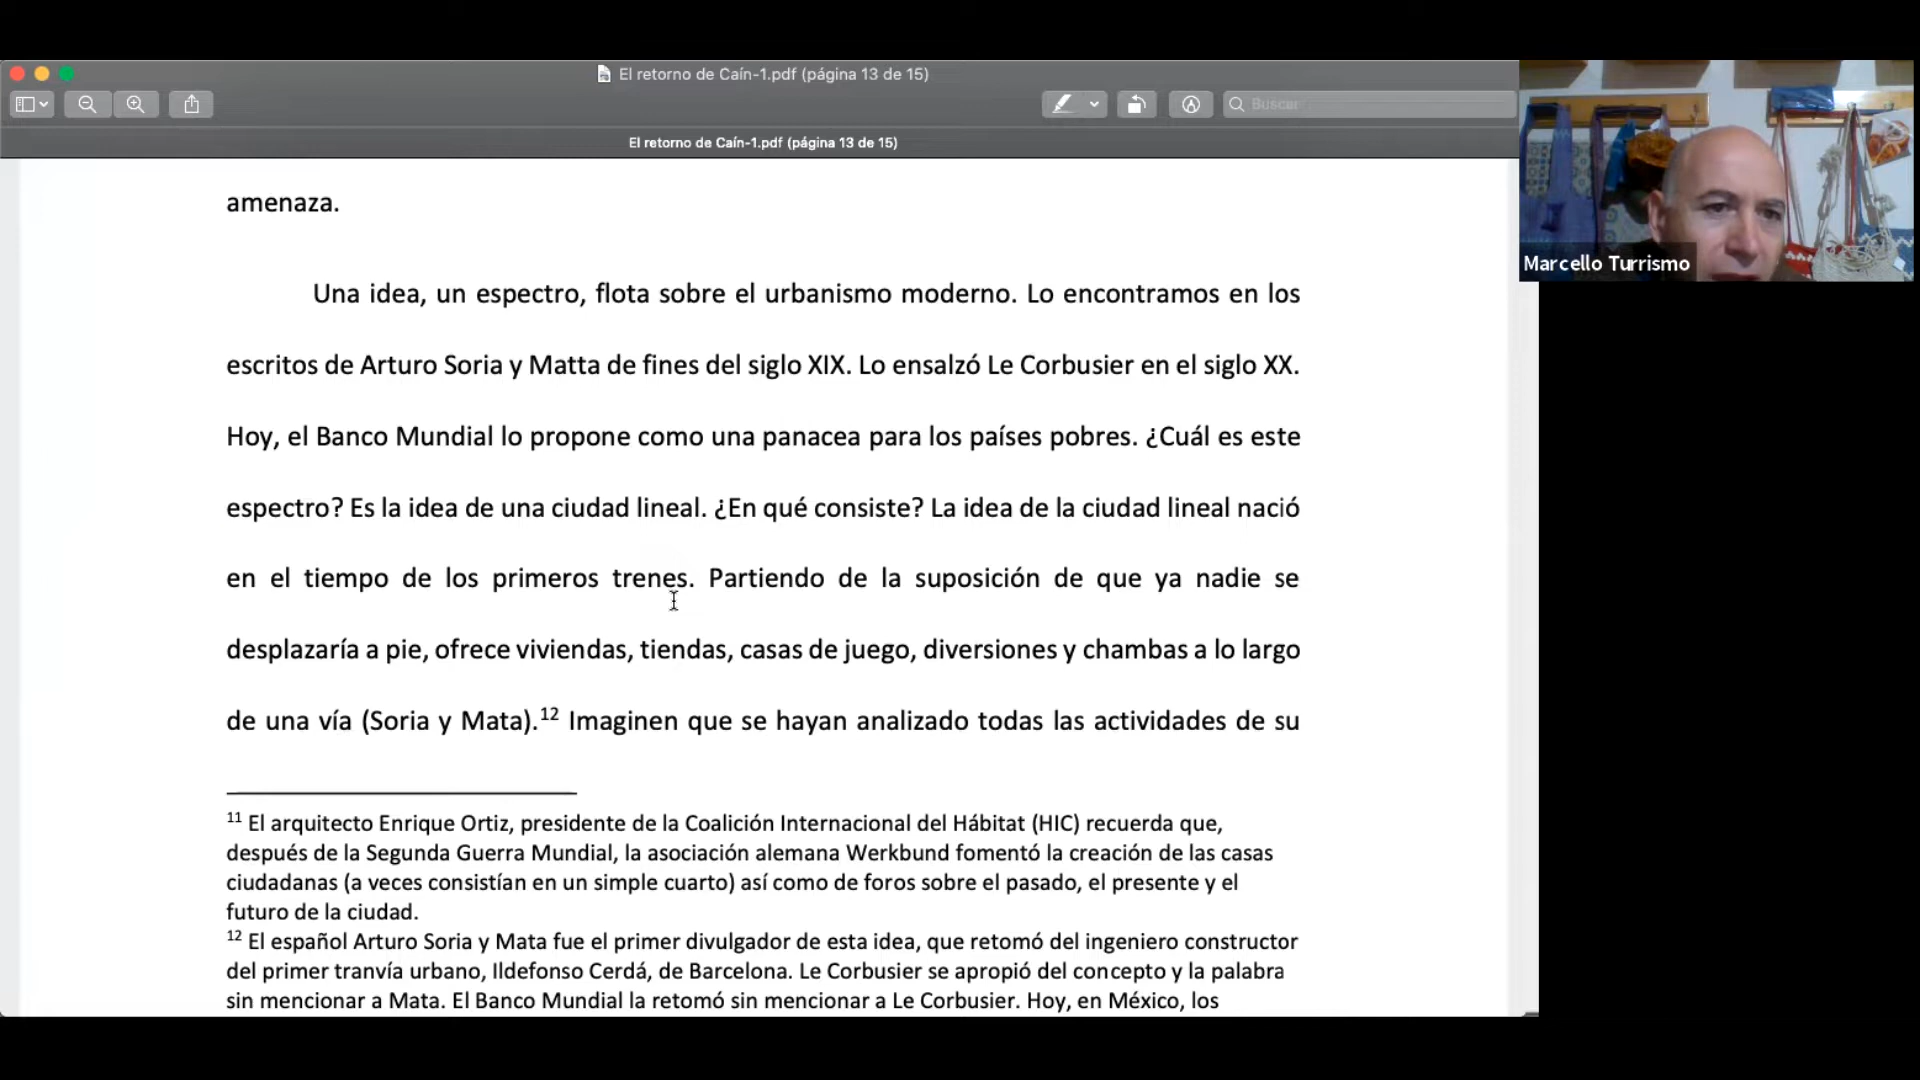 El retorno de Caín-1.pdf (página 13 de 15)
Buscar
El retorno de Caín-1.pdf (página 13 de 15)
Marcello Turrismo
amenaza.
Una idea, un espectro, flota sobre el urbanismo moderno. Lo encontramos en los
escritos de Arturo Soria y Matta de fines del siglo XIX. Lo ensalzó Le Corbusier en el siglo XX.
Hoy, el Banco Mundial lo propone como una panacea para los países pobres. ¿Cuál es este
espectro? Es la idea de una ciudad lineal. ¿En qué consiste? La idea de la ciudad lineal nació
en el tiempo de los primeros trenes. Partiendo de la suposición de que ya nadie se
desplazaría a pie, ofrece viviendas, tiendas, casas de juego, diversiones y chambas a lo largo
de una vía (Soria y Mata).12 Imaginen que se hayan analizado todas las actividades de su
11 El arquitecto Enrique Ortiz, presidente de la Coalición Internacional del Hábitat (HIC) recuerda que,
después de la Segunda Guerra Mundial, la asociación alemana Werkbund fomentó la creación de las casas
ciudadanas (a veces consistían en un simple cuarto) así como de foros sobre el pasado, el presente y el
futuro de la ciudad.
12 El español Arturo Soria y Mata fue el primer divulgador de esta idea, que retomó del ingeniero constructor
del primer tranvía urbano, Ildefonso Cerdá, de Barcelona. Le Corbusier se apropió del concepto y la palabra
sin mencionar a Mata. El Banco Mundial la retomó sin mencionar a Le Corbusier. Hoy, en México, los